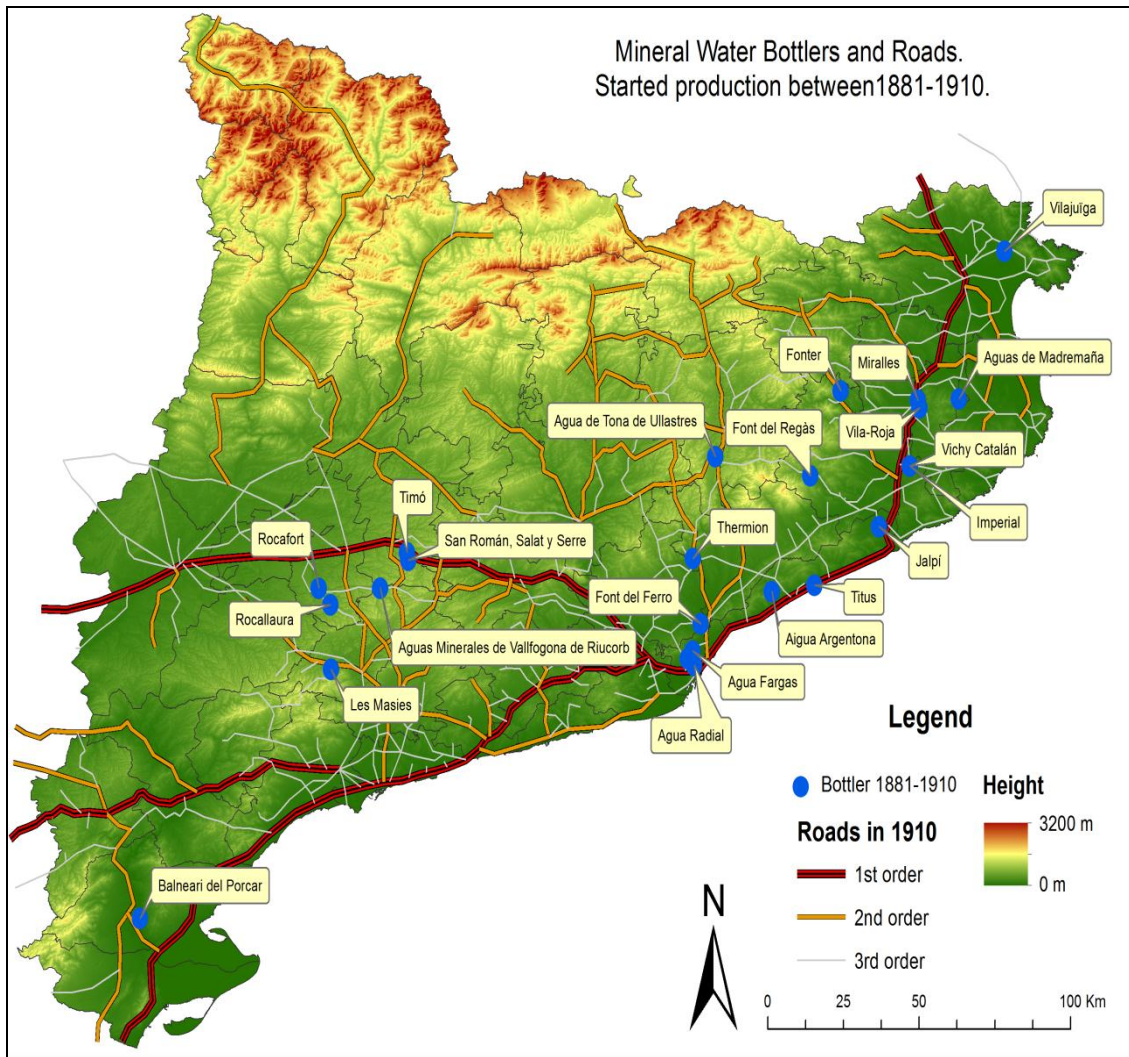 Mineral Water Bottlers and Roads.
Started production between1881-1910.
Vilajuïga
Fonter
Miralles
Aguas de Madremaña
Agua de Tona de Ullastres
Font del Regàs
Vila-Roja
Vichy Catalán
Timó
Imperial
Rocafort
San Román, Salat y Serre
Thermion
Jalpí
Rocallaura
Font del Ferro
Titus
Aguas Minerales de Vallfogona de Riucorb
Aigua Argentona
Les Masies
Agua Fargas
Agua Radial
Balneari del Porcar
Legend
Bottler 1881-1910
Height
3200 m
0 m
Roads in 1910
1st order
2nd order
3rd order
N
0 25 50 100 Km